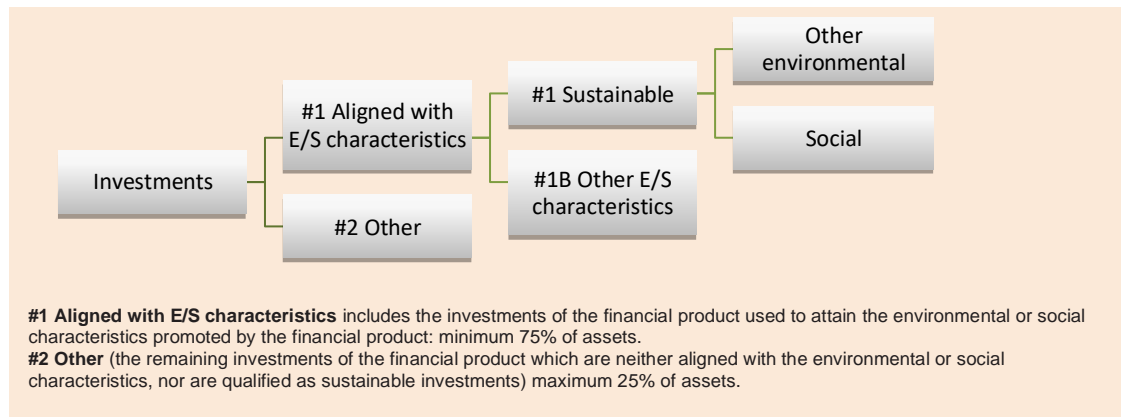 Other
environmental
#1 Sustainable
#1 Aligned with
E/S characteristics
Social
Investments
#1B Other E/S
characteristics
#2 Other
#1 Aligned with E/S characteristics includes the investments of the financial product used to attain the environmental or social
characteristics promoted by the financial product: minimum 75% of assets.
#2 Other (the remaining investments of the financial product which are neither aligned with the environmental or social
characteristics, nor are qualified as sustainable investments) maximum 25% of assets.